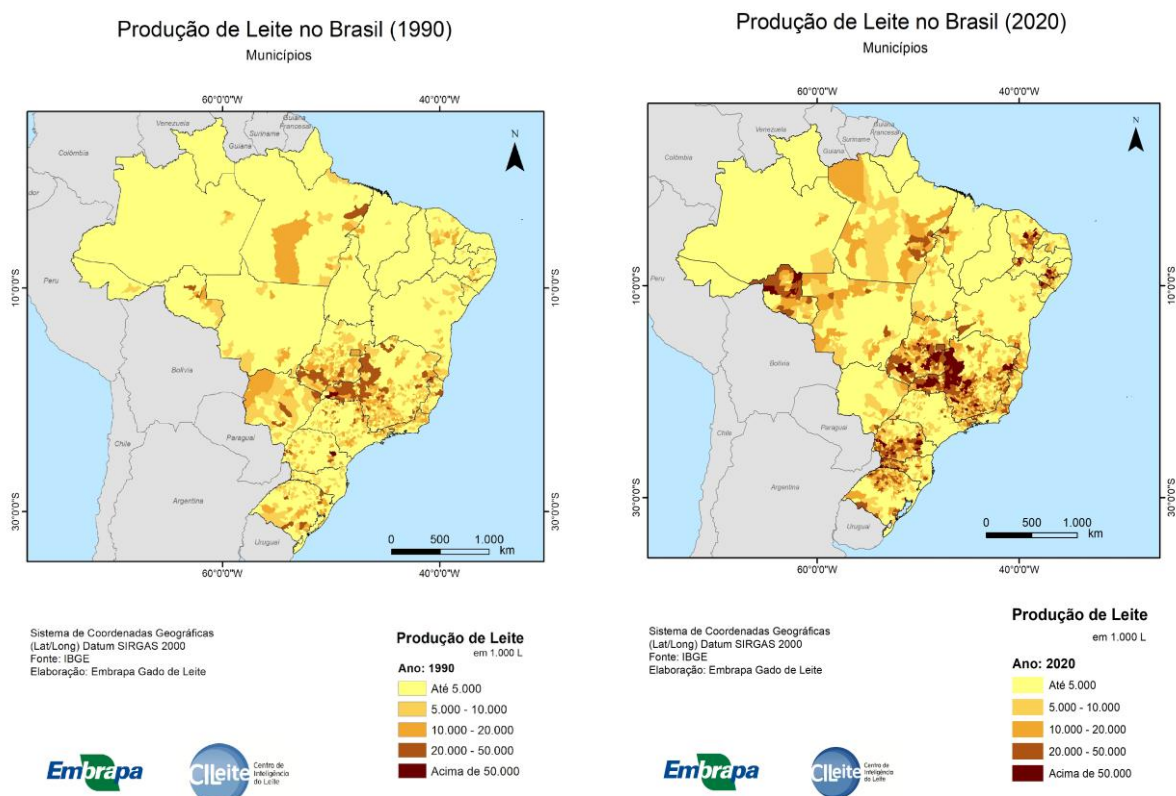 Produção de Leite no Brasil (1990)
Municípios
60°0'0"W
40°0'0"W
Venezuela
Suriname
Guiana
Francesa
Guiana
Colômbia
N
Peru
10°0'0"S
10°0'0"S
Bolivia
Paraguai
Chile
Argentina
30°0'0"S
30°0'0"S
Uruguai
0 500 1.000
km
60°0'0"W
40°0'0"W
Sistema de Coordenadas Geográficas
(Lat/Long) Datum SIRGAS 2000
Fonte: IBGE
Elaboração: Embrapa Gado de Leite
Produção de Leite
em 1.000 L
Ano: 1990
Até 5.000
5.000 - 10.000
10.000 - 20.000
20.000 - 50.000
Acima de 50.000
Embrapa
CILeite
Centro de
Inteligência
do Leite
Produção de Leite no Brasil (2020)
Municípios
60°0'0"W
40°0'0"W
Venezuela
Guiana
Francesa
Suriname
Guiana
Colômbia
N
Peru
10°0'0"S
10°0'0"S
Bolivia
Paraguai
Chile
Argentina
30°0'0"S
30°0'0"S
Uruguai
0 500 1.000
km
60°0'0"W
40°0'0"W
Sistema de Coordenadas Geográficas
(Lat/Long) Datum SIRGAS 2000
Fonte: IBGE
Elaboração: Embrapa Gado de Leite
Produção de Leite
em 1.000 L
Ano: 2020
Até 5.000
5.000 - 10.000
10.000 - 20.000
20.000 - 50.000
Acima de 50.000
Embrapa
CILeite
Centro de
Inteligência
do Leite